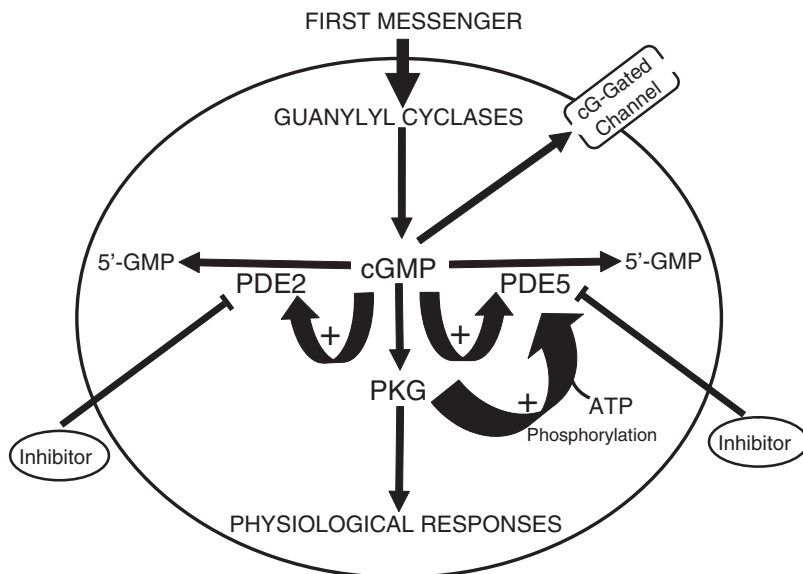 FIRST MESSENGER
GUANYLYL CYCLASES
cG-Gated
Channel
5'-GMP
cGMP
5'-GMP
PDE2
PDE5
+
+
PKG
+
ATP
Phosphorylation
Inhibitor
Inhibitor
PHYSIOLOGICAL RESPONSES